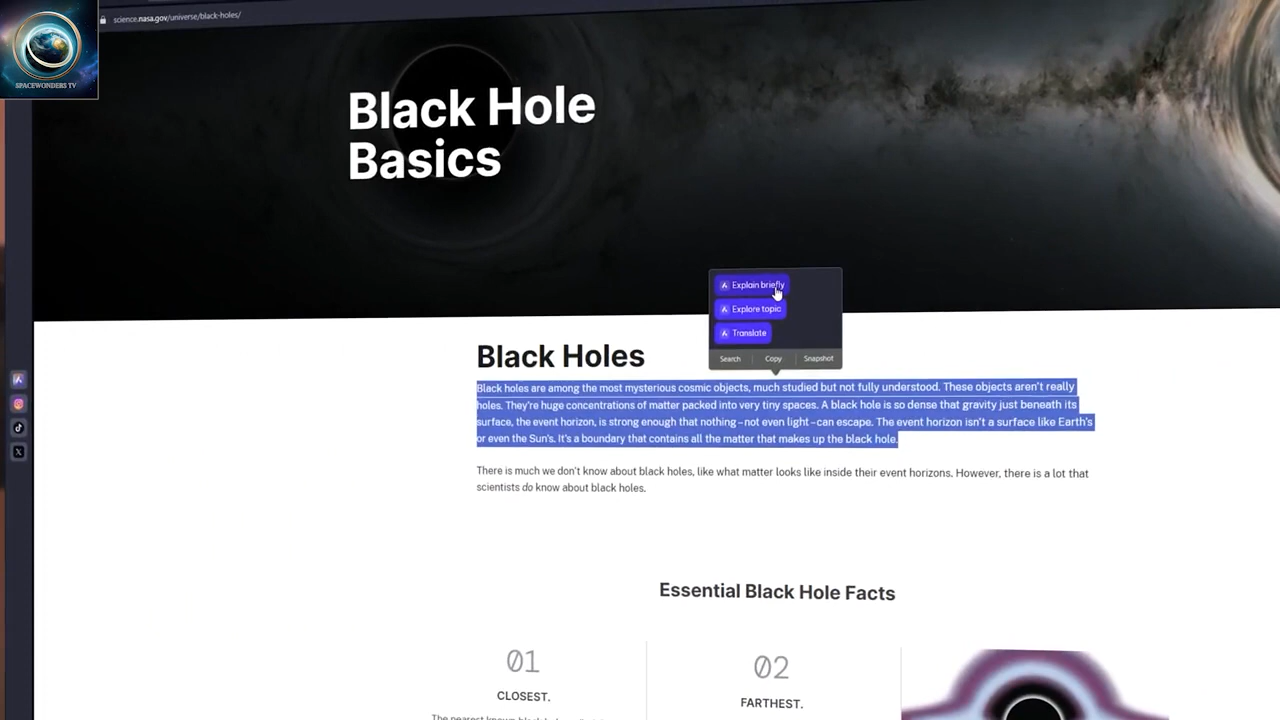 science.nasa.gov/universe/black-holes/
SPACEWONDERS TV
Black Hole
Basics
Explain briefly
Explore topic
Translate
Search Copy Snapshot
Black Holes
Black holes are among the most mysterious cosmic objects, much studied but not fully understood. These objects aren't really
holes. They're huge concentrations of matter packed into very tiny spaces. A black hole is so dense that gravity just beneath its
surface, the event horizon, is strong enough that nothing – not even light – can escape. The event horizon isn't a surface like Earth's
or even the Sun's. It's a boundary that contains all the matter that makes up the black hole.
There is much we don't know about black holes, like what matter looks like inside their event horizons. However, there is a lot that
scientists do know about black holes.
Essential Black Hole Facts
01 02
CLOSEST. FARTHEST.
The nearest known black hole